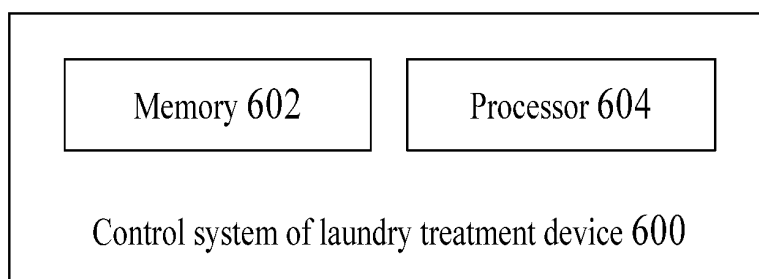 Memory 602
Processor 604
Control system of laundry treatment device 600